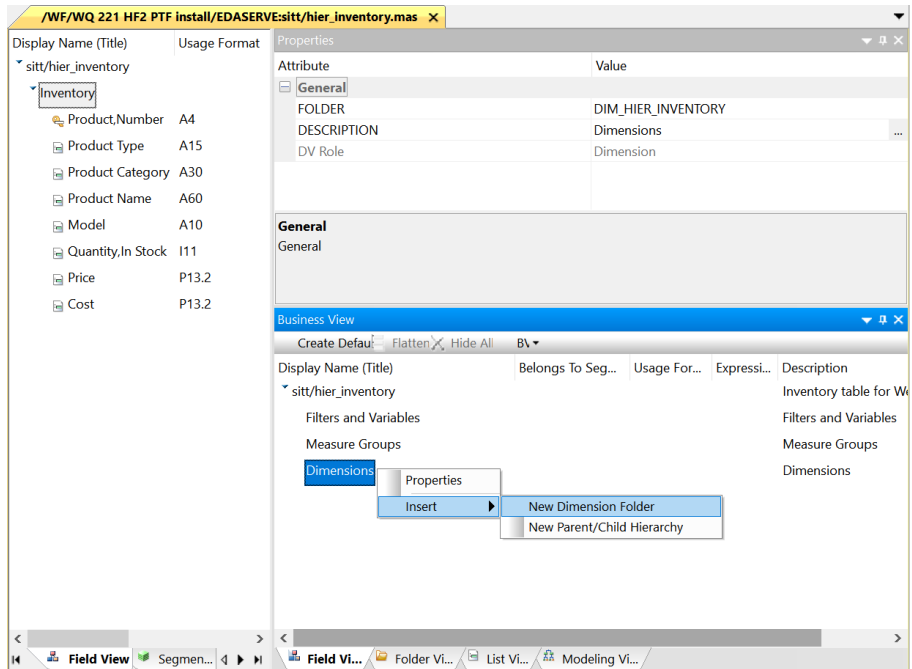 /WF/WQ 221 HF2 PTF install/EDASERVE:sitt/hier_inventory.mas
Display Name (Title) Usage Format
sitt/hier_inventory
Inventory
Product,Number A4
Product Type A15
Product Category A30
Product Name A60
Model A10
Quantity,In Stock I11
Price P13.2
Cost P13.2
Field View Segmen...
Properties
Attribute Value
General
FOLDER DIM_HIER_INVENTORY
DESCRIPTION Dimensions ...
DV Role Dimension
General
General
Business View
Create Defau Flatten Hide All BV
Display Name (Title) Belongs To Seg... Usage For... Expressi... Description
sitt/hier_inventory Inventory table for We
Filters and Variables Filters and Variables
Measure Groups Measure Groups
Dimensions Dimensions
Properties
Insert
New Dimension Folder
New Parent/Child Hierarchy
Field Vi... Folder Vi... List Vi... Modeling Vi...